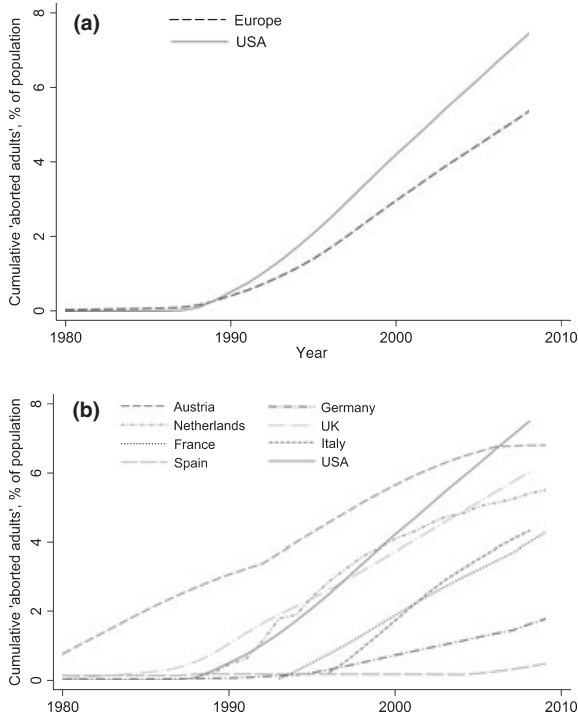 (a)
Europe
USA
Cumulative 'aborted adults', % of population
8
6
4
2
0
1980 1990 2000 2010
Year
(b)
Austria Germany
Netherlands UK
France Italy
Spain USA
Cumulative 'aborted adults', % of population
8
6
4
2
0
1980 1990 2000 2010